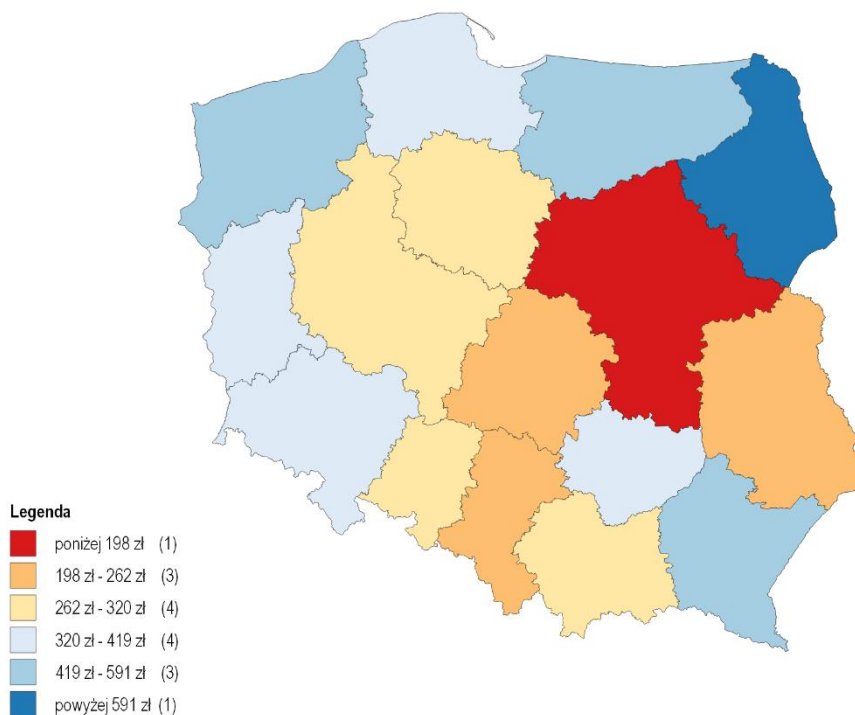 Legenda
poniżej 198 zł (1)
198 zł - 262 zł (3)
262 zł - 320 zł (4)
320 zł - 419 zł (4)
419 zł - 591 zł (3)
powyżej 591 zł (1)